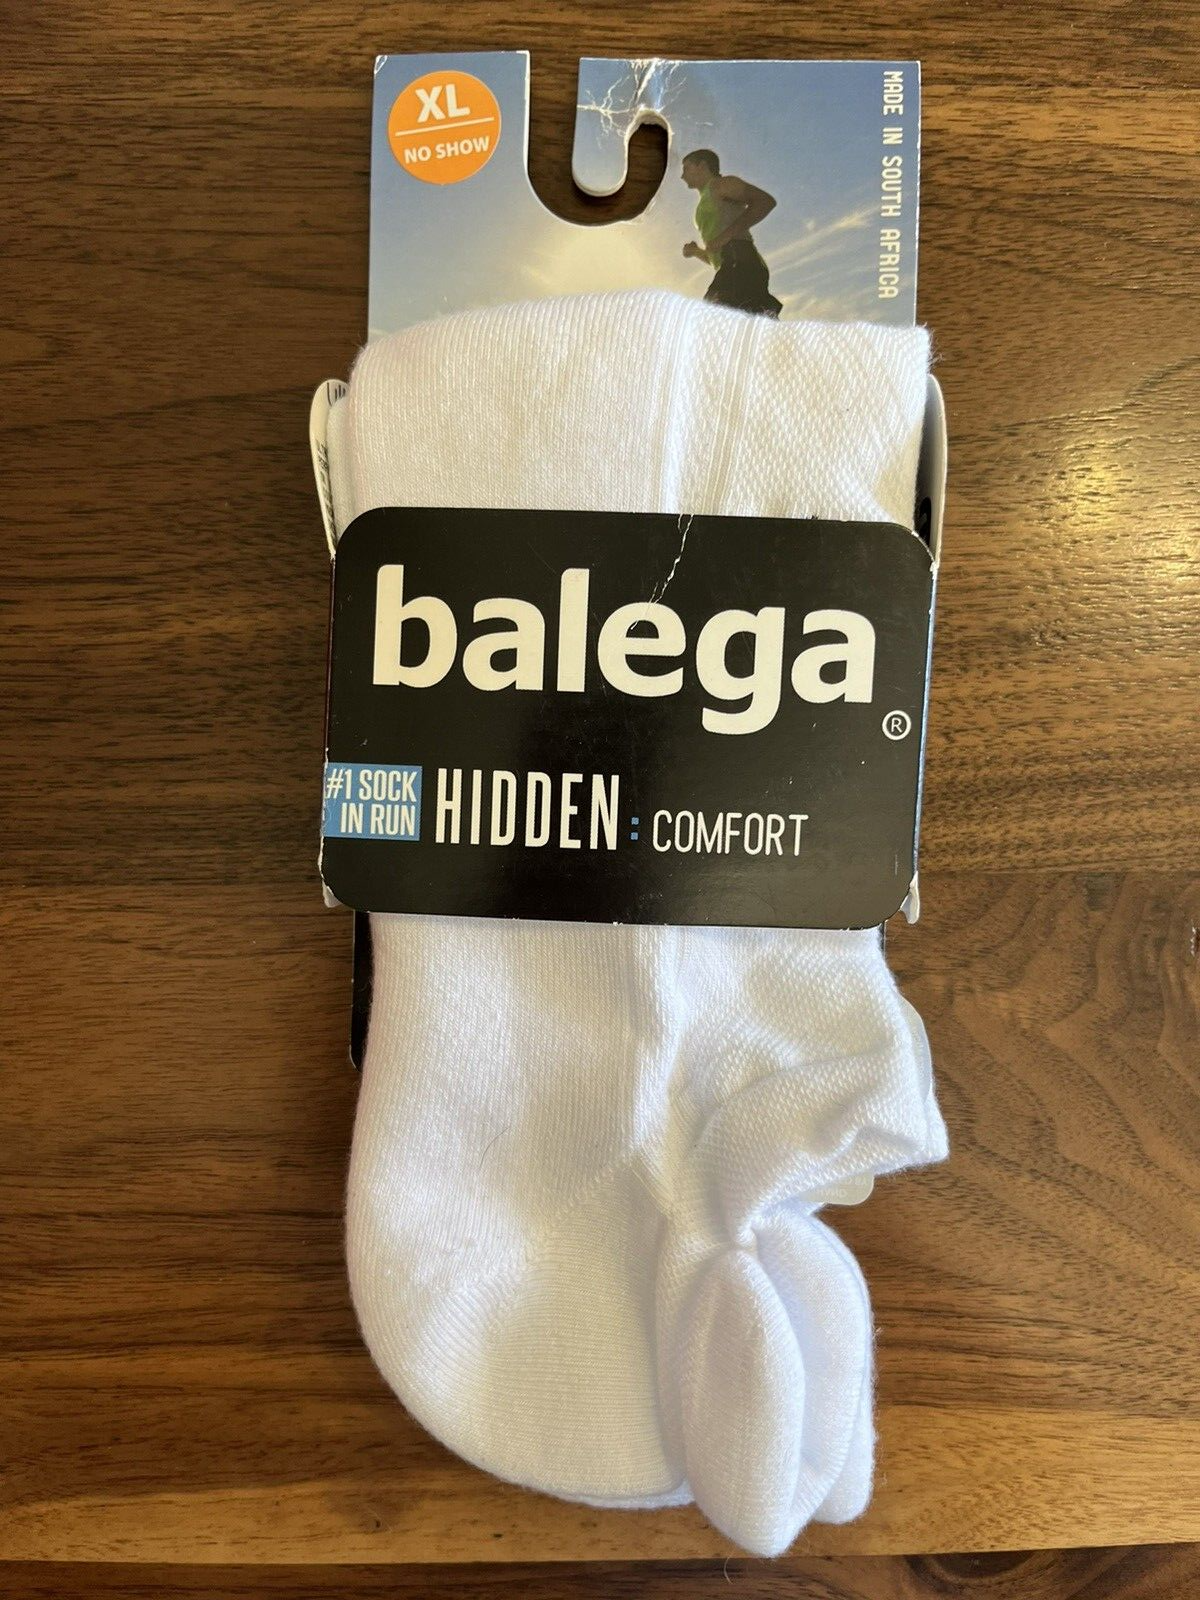 XL
NO SHOW
MADE IN SOUTH AFRICA
balega
®
#1 SOCK
IN RUN
HIDDEN: COMFORT